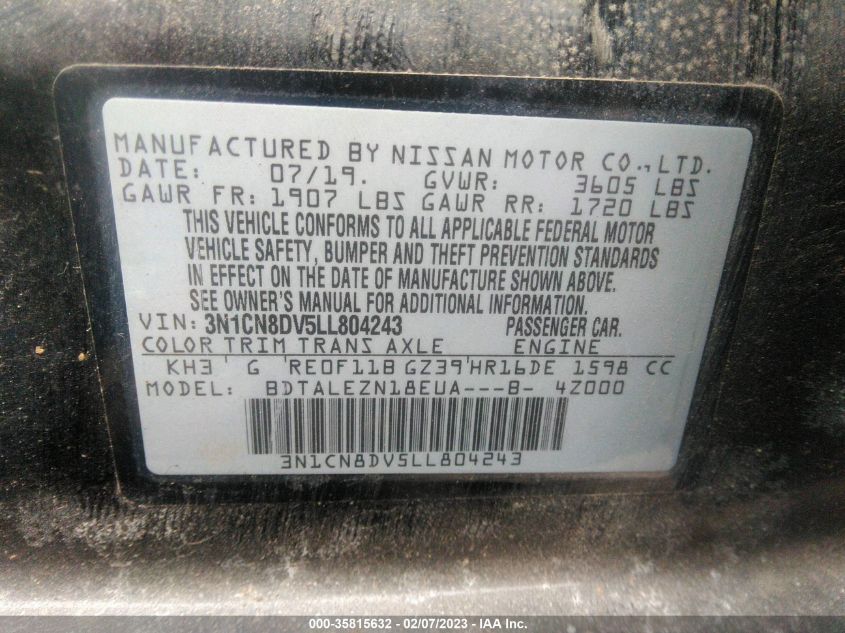 MANUFACTURED BY NISSAN MOTOR CO.,LTD.
DATE: 07/19. GVWR: 3605 LBS
GAWR FR: 1907 LBS GAWR RR: 1720 LBS
THIS VEHICLE CONFORMS TO ALL APPLICABLE FEDERAL MOTOR
VEHICLE SAFETY, BUMPER AND THEFT PREVENTION STANDARDS
IN EFFECT ON THE DATE OF MANUFACTURE SHOWN ABOVE.
SEE OWNER'S MANUAL FOR ADDITIONAL INFORMATION.
VIN: 3N1CN8DV5LL804243 PASSENGER CAR.
COLOR TRIM TRANS AXLE ENGINE
KH3 ' G 'RE0F11B GZ39'HR16DE 1598 CC
MODEL: BDTALEZN18EUA---B- 4Z000
3N1CN8DV5LL804243
000-35815632 - 02/07/2023 - IAA Inc.